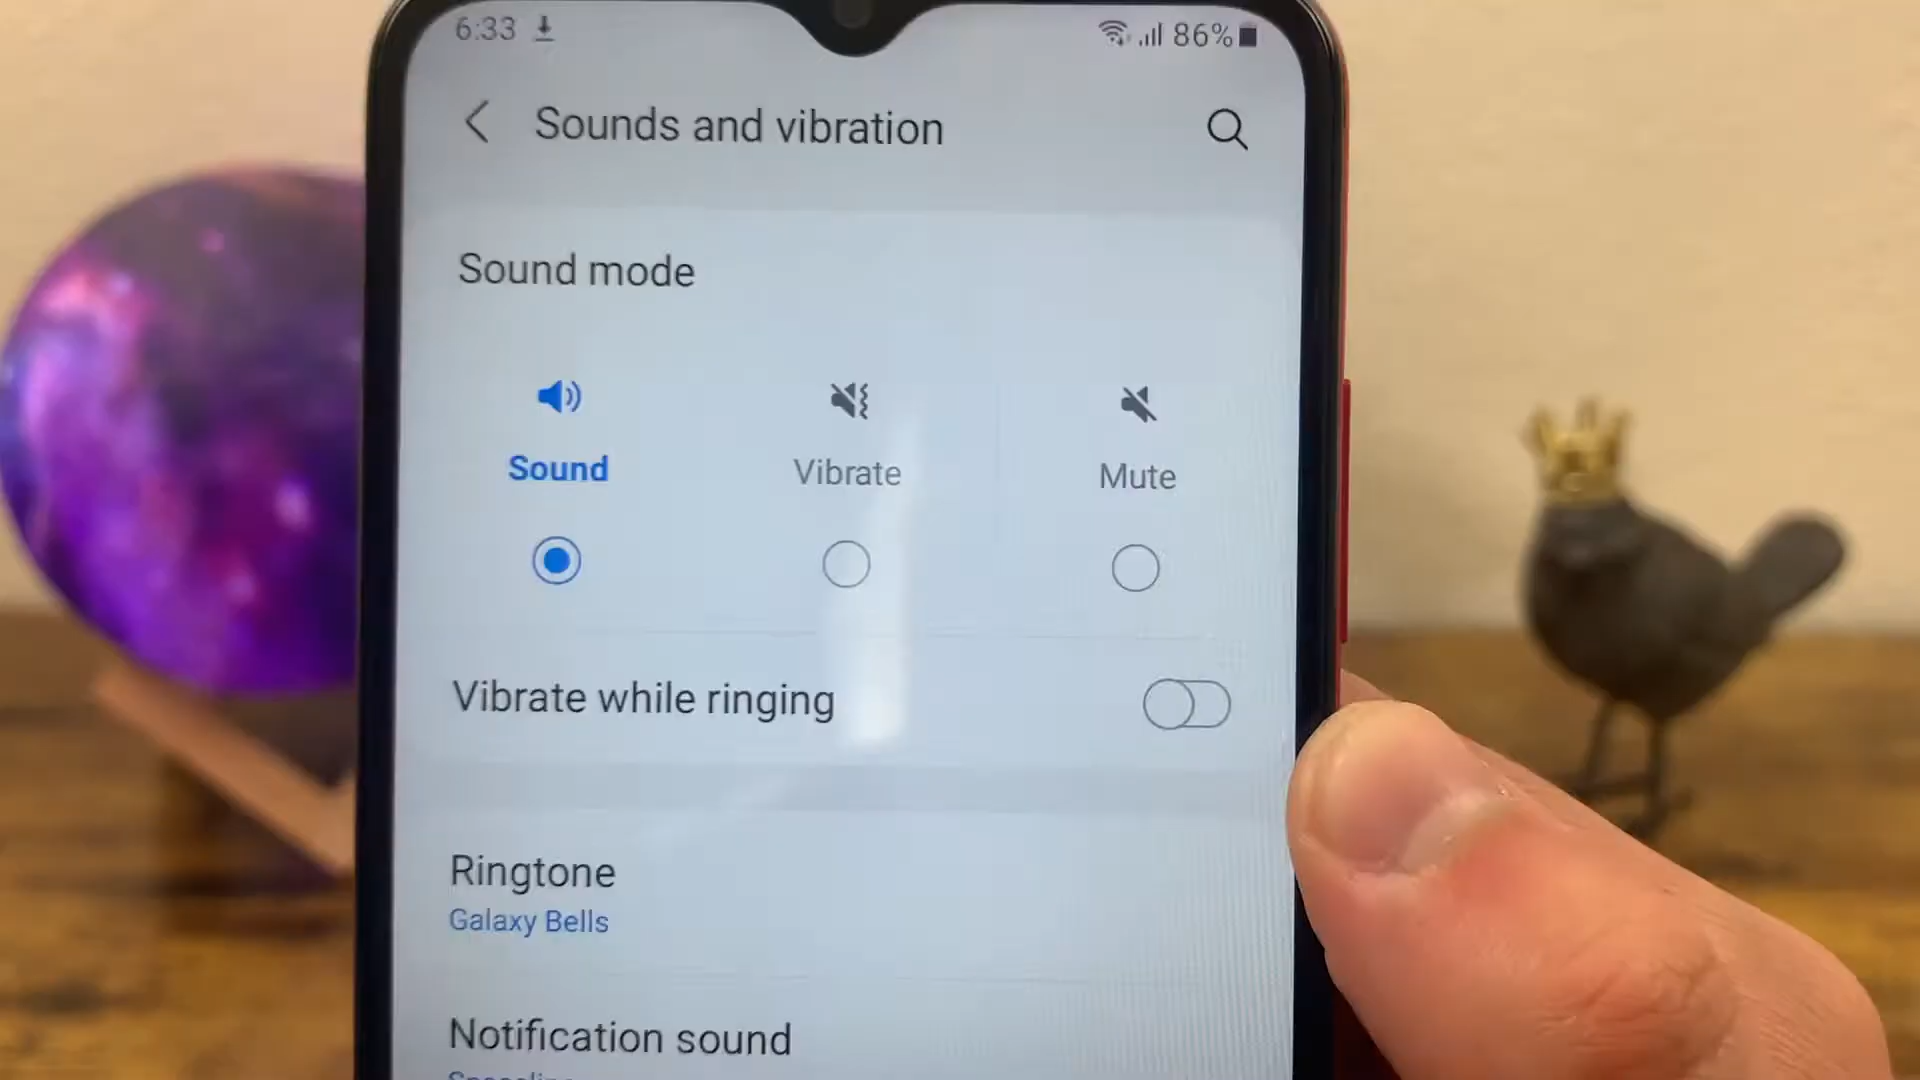 6:33
86%
Sounds and vibration
Sound mode
Sound
Vibrate
Mute
Vibrate while ringing
Ringtone
Galaxy Bells
Notification sound